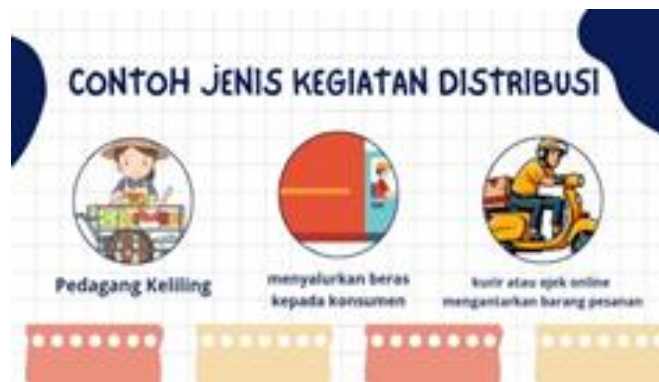 CONTOH JENIS KEGIATAN DISTRIBUSI
Pedagang Keliling
menyalurkan beras
kepada konsumen
kurir atau ojek online
mengantarkan barang pesanan